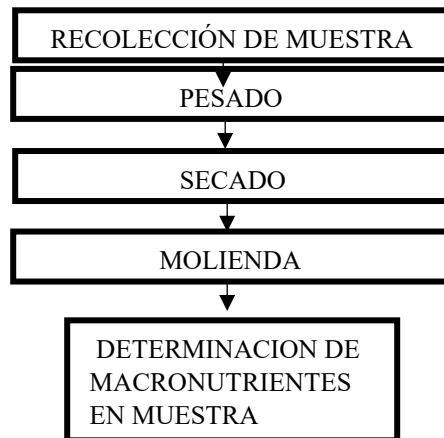 RECOLECCIÓN DE MUESTRA
PESADO
SECADO
MOLIENDA
DETERMINACION DE
MACRONUTRIENTES
EN MUESTRA